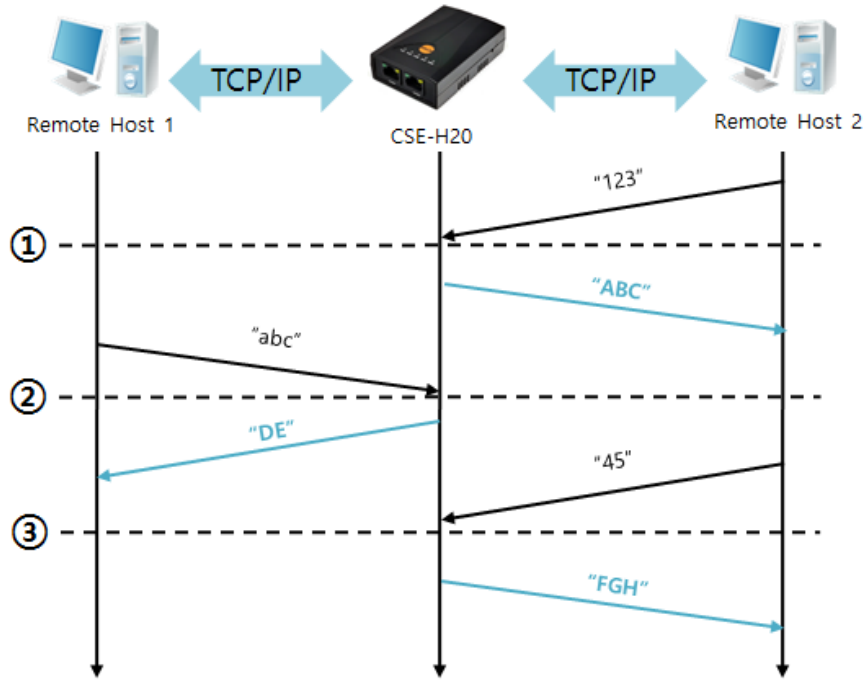 TCP/IP
TCP/IP
Remote Host 1
CSE-H20
Remote Host 2
“123”
①
“ABC”
“abc”
②
“DE”
“45”
③
“FGH”